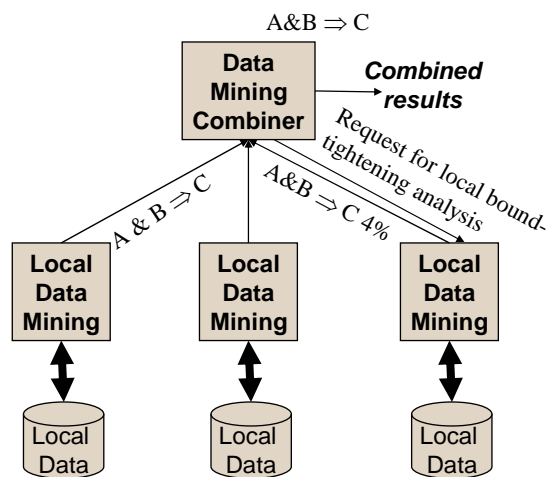 A&B ⇒ C
Data
Mining
Combiner
Combined
results
Request for local bound-
tightening analysis
A & B ⇒ C
A&B ⇒ C 4%
Local
Data
Mining
Local
Data
Mining
Local
Data
Mining
Local
Data
Local
Data
Local
Data